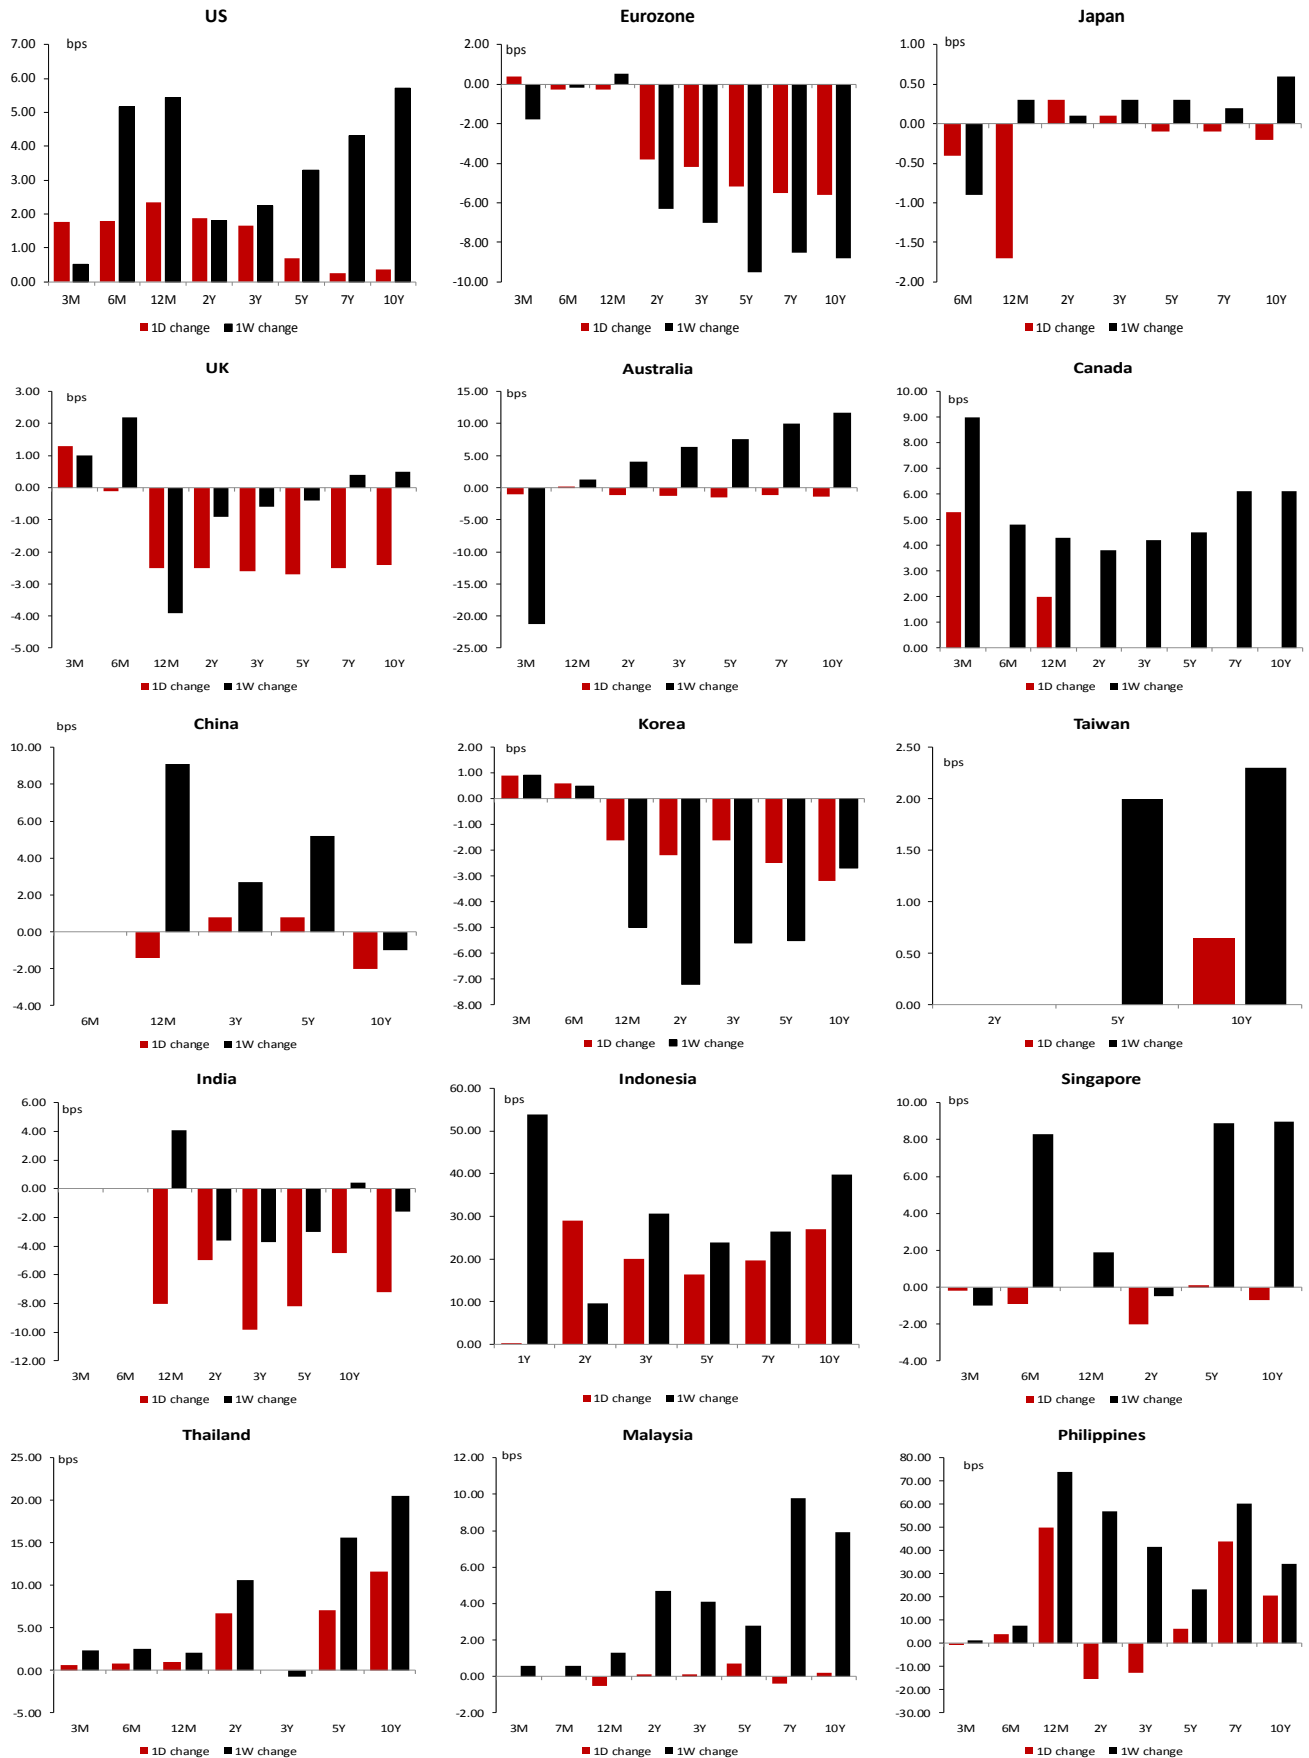 US
bps
7.00
6.00
5.00
4.00
3.00
2.00
1.00
0.00
3M 6M 12M 2Y 3Y 5Y 7Y 10Y
1D change 1W change
Eurozone
bps
2.00
0.00
-2.00
-4.00
-6.00
-8.00
-10.00
3M 6M 12M 2Y 3Y 5Y 7Y 10Y
1D change 1W change
Japan
bps
1.00
0.50
0.00
-0.50
-1.00
-1.50
-2.00
6M 12M 2Y 3Y 5Y 7Y 10Y
1D change 1W change
UK
bps
3.00
2.00
1.00
0.00
-1.00
-2.00
-3.00
-4.00
-5.00
3M 6M 12M 2Y 3Y 5Y 7Y 10Y
1D change 1W change
Australia
bps
15.00
10.00
5.00
0.00
-5.00
-10.00
-15.00
-20.00
-25.00
3M 12M 2Y 3Y 5Y 7Y 10Y
1D change 1W change
Canada
bps
10.00
9.00
8.00
7.00
6.00
5.00
4.00
3.00
2.00
1.00
0.00
3M 6M 12M 2Y 3Y 5Y 7Y 10Y
1D change 1W change
China
bps
10.00
8.00
6.00
4.00
2.00
0.00
-2.00
-4.00
6M 12M 3Y 5Y 10Y
1D change 1W change
Korea
bps
2.00
1.00
0.00
-1.00
-2.00
-3.00
-4.00
-5.00
-6.00
-7.00
-8.00
3M 6M 12M 2Y 3Y 5Y 10Y
1D change 1W change
Taiwan
bps
2.50
2.00
1.50
1.00
0.50
0.00
2Y 5Y 10Y
1D change 1W change
India
bps
6.00
4.00
2.00
0.00
-2.00
-4.00
-6.00
-8.00
-10.00
-12.00
3M 6M 12M 2Y 3Y 5Y 10Y
1D change 1W change
Indonesia
bps
60.00
50.00
40.00
30.00
20.00
10.00
0.00
1Y 2Y 3Y 5Y 7Y 10Y
1D change 1W change
Singapore
bps
10.00
8.00
6.00
4.00
2.00
0.00
-2.00
-4.00
3M 6M 12M 2Y 5Y 10Y
1D change 1W change
Thailand
bps
25.00
20.00
15.00
10.00
5.00
0.00
-5.00
3M 6M 12M 2Y 3Y 5Y 10Y
1D change 1W change
Malaysia
bps
12.00
10.00
8.00
6.00
4.00
2.00
0.00
-2.00
3M 7M 12M 2Y 3Y 5Y 7Y 10Y
1D change 1W change
Philippines
bps
80.00
70.00
60.00
50.00
40.00
30.00
20.00
10.00
0.00
-10.00
-20.00
-30.00
3M 6M 12M 2Y 3Y 5Y 7Y 10Y
1D change 1W change